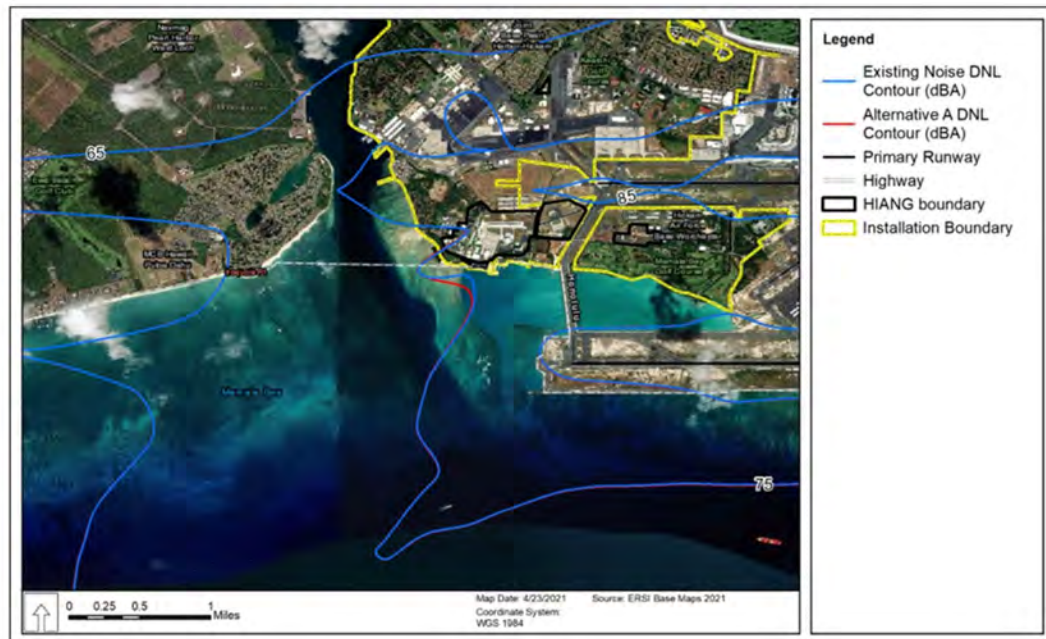 65
85
75
Mamala Bay
Legend
Existing Noise DNL
Contour (dBA)
Alternative A DNL
Contour (dBA)
Primary Runway
Highway
HIANG boundary
Installation Boundary
0 0.25 0.5 1
Miles
Map Date: 4/23/2021 Source: ERSI Base Maps 2021
Coordinate System:
WGS 1984